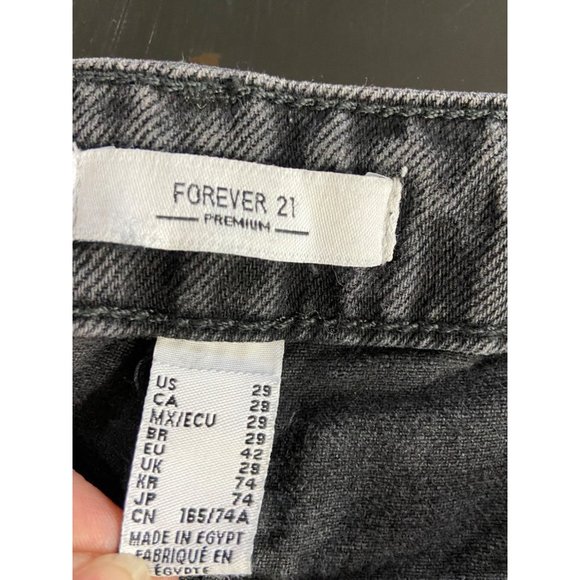 FOREVER 21
PREMIUM
US 29
CA 29
MX/ECU 29
BR 29
EU 42
UK 29
KR 74
JP 74
CN 165/74A
MADE IN EGYPT
FABRIQUÉ EN
ÉGYPTE